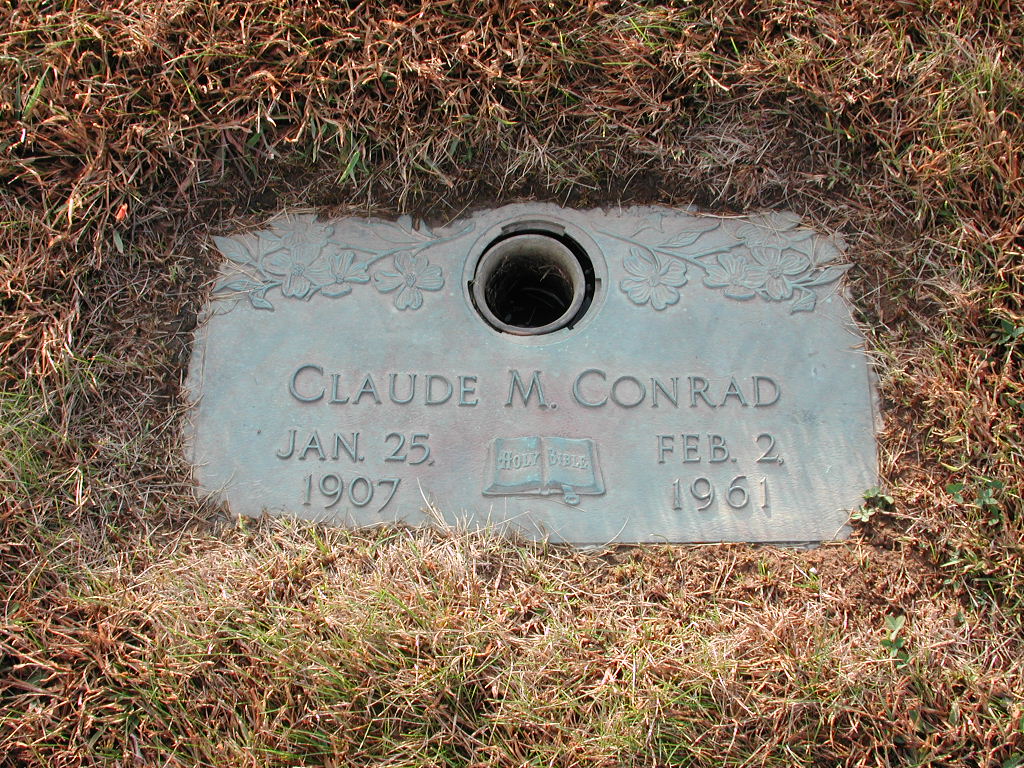 CLAUDE M. CONRAD
JAN. 25, HOLY BIBLE FEB. 2,
1907 1961